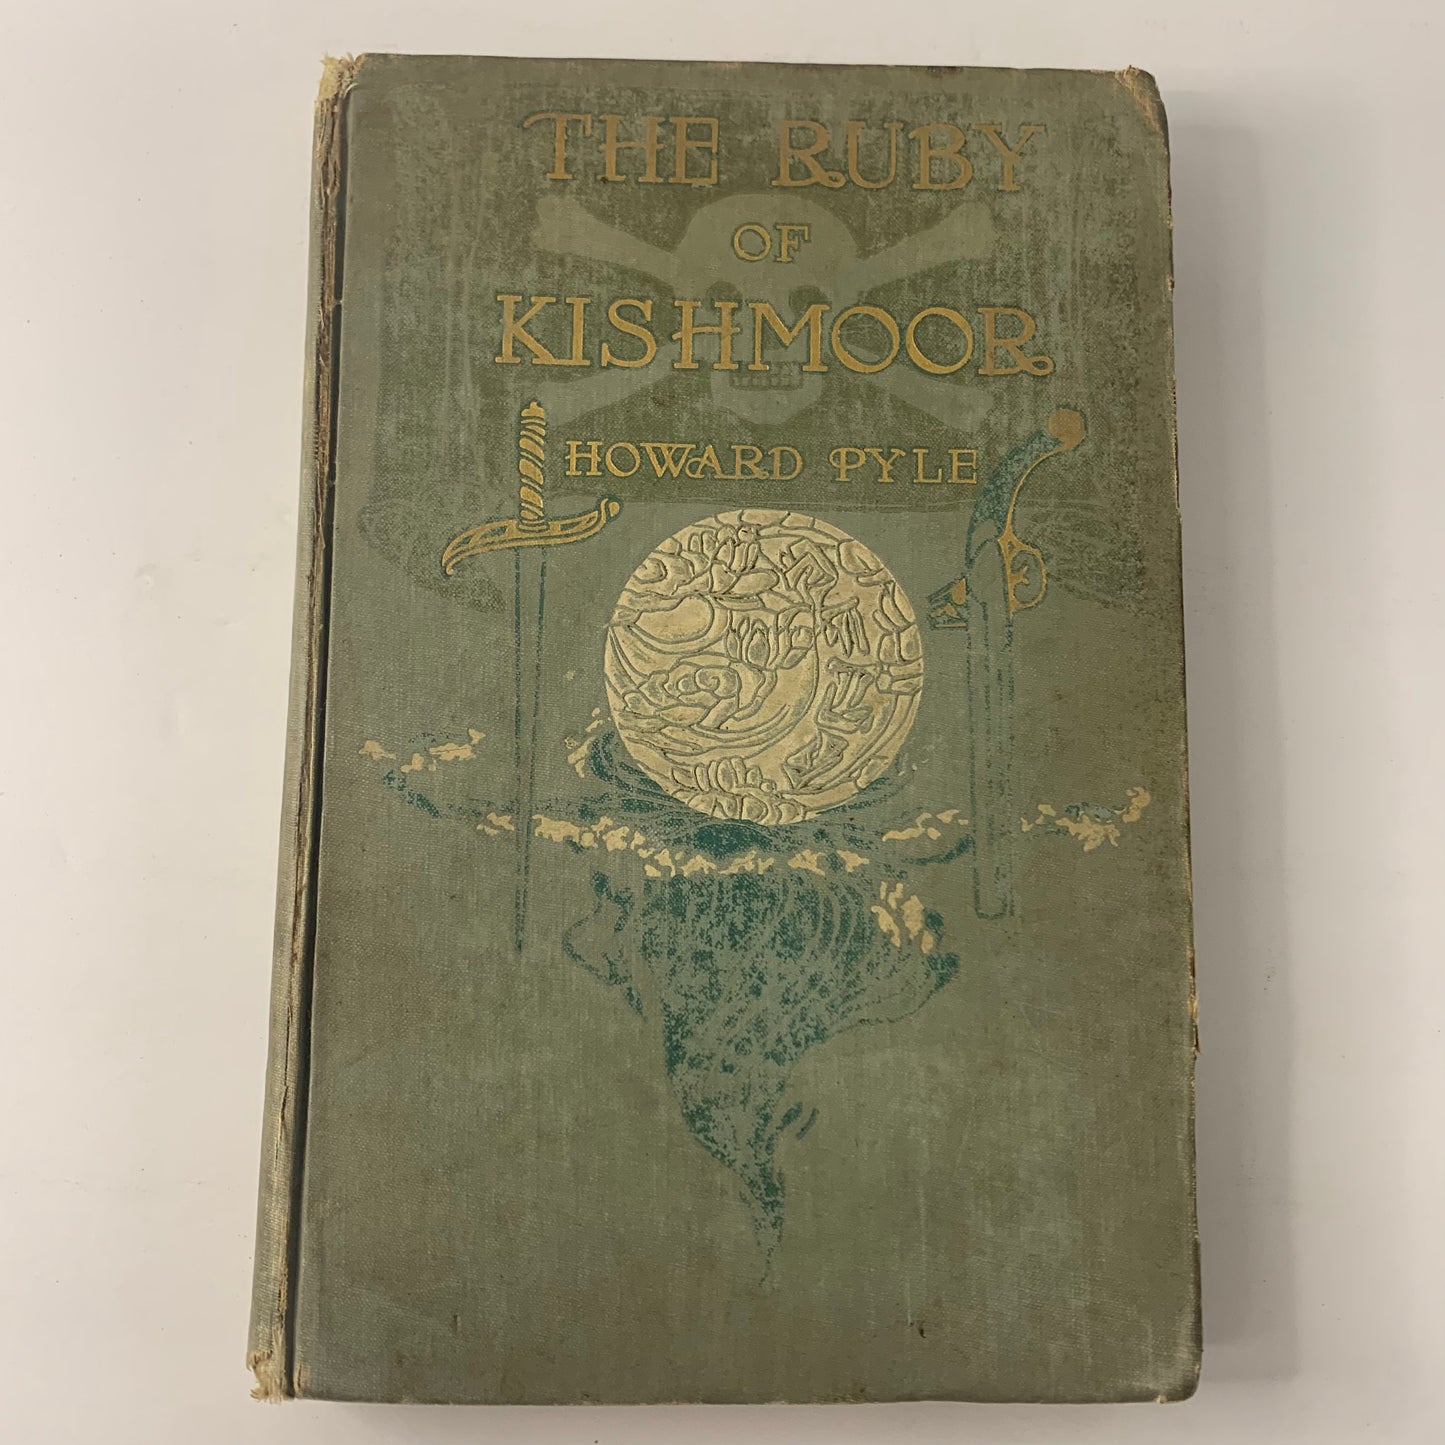 THE RUBY
OF
KISHMOOR
HOWARD PYLE